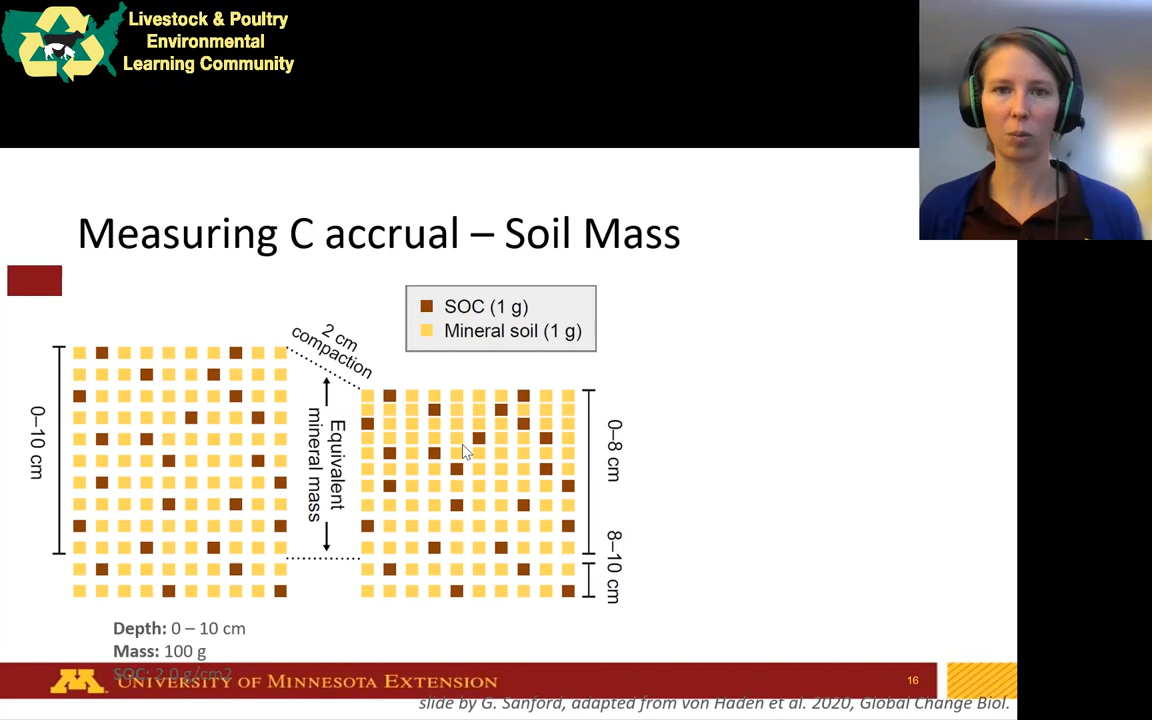 Livestock & Poultry
Environmental
Learning Community
Measuring C accrual – Soil Mass
SOC (1 g)
Mineral soil (1 g)
2 cm
compaction
0–10 cm
Equivalent
mineral mass
0–8 cm
8–10 cm
Depth: 0 – 10 cm
Mass: 100 g
SOC: 2.0 g/cm2
UNIVERSITY OF MINNESOTA EXTENSION
16
slide by G. Sanford, adapted from von Haden et al. 2020, Global Change Biol.